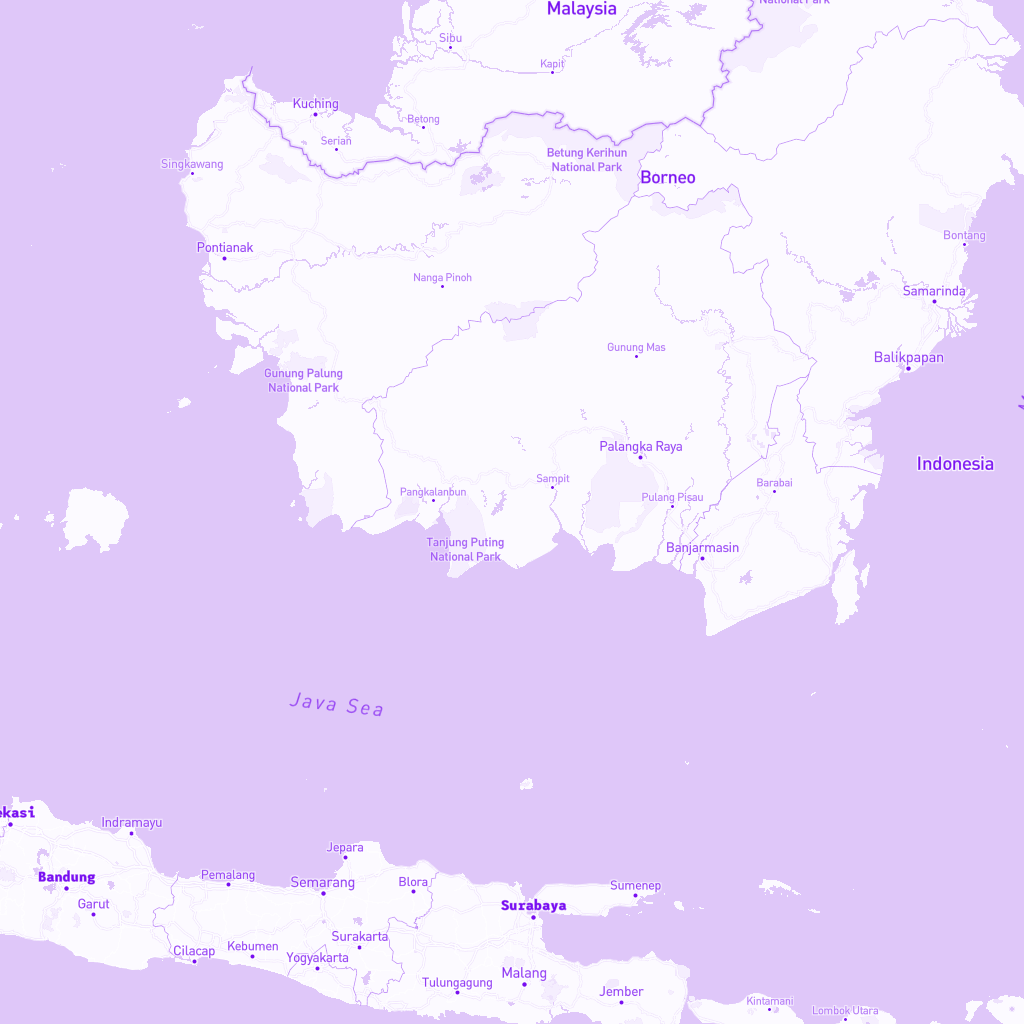 National Park
Malaysia
Sibu
Kapit
Kuching
Betong
Serian
Betung Kerihun
National Park
Singkawang
Borneo
Bontang
Pontianak
Nanga Pinoh
Samarinda
Gunung Mas
Balikpapan
Gunung Palung
National Park
Palangka Raya
Indonesia
Sampit
Barabai
Pangkalanbun
Pulang Pisau
Tanjung Puting
National Park
Banjarmasin
Java Sea
ekasi
Indramayu
Jepara
Bandung
Pemalang
Semarang
Blora
Sumenep
Garut
Surabaya
Surakarta
Kebumen
Cilacap
Yogyakarta
Malang
Tulungagung
Jember
Kintamani
Lombok Utara